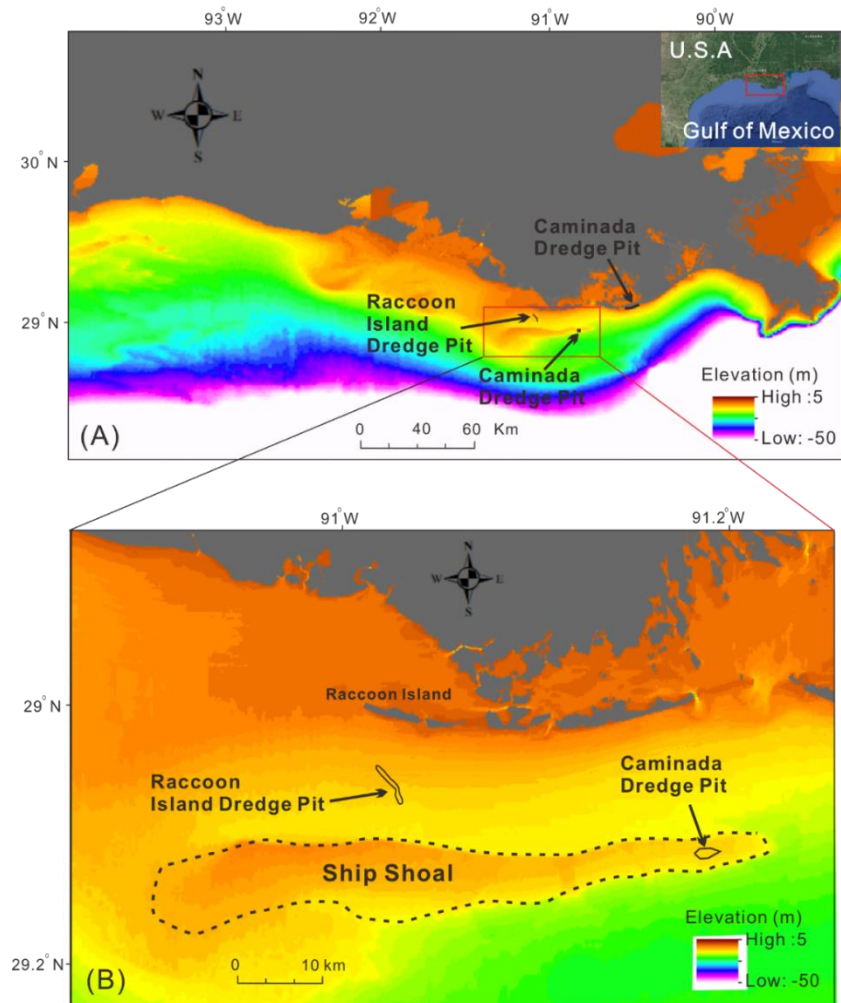 93°W
92°W
91°W
90°W
U.S.A
Gulf of Mexico
N
W
E
S
30°N
29°N
Caminada
Dredge Pit
Raccoon
Island
Dredge Pit
Caminada
Dredge Pit
Elevation (m)
High :5
Low: -50
0 40 60 Km
(A)
91°W
91.2°W
N
W
E
S
Raccoon Island
29°N
Raccoon
Island Dredge Pit
Caminada
Dredge Pit
Ship Shoal
Elevation (m)
High :5
Low: -50
29.2°N
0 10 km
(B)